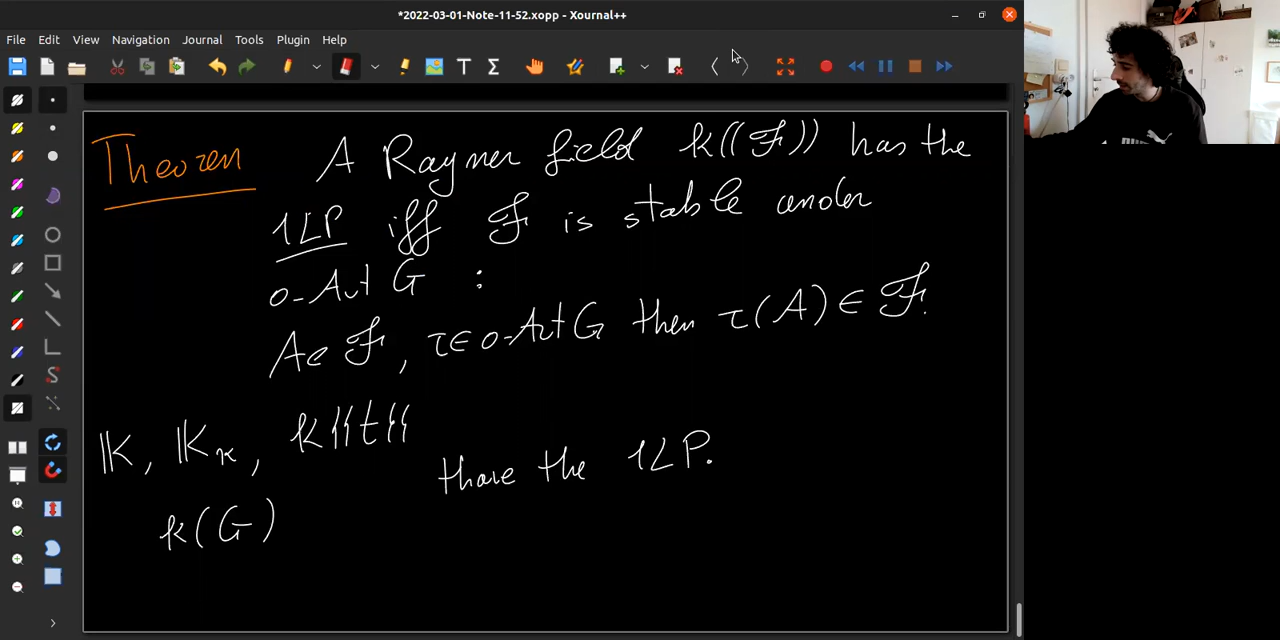 *2022-03-01-Note-11-52.xopp - Xournal++
File Edit View Navigation Journal Tools Plugin Help
Theorem A Rayner field k((ℱ)) has the
1LP iff ℱ is stable under
o-Aut G :
A∈ ℱ, τ∈ o-Aut G then τ(A) ∈ ℱ.
𝕂, 𝕂κ, k((t))
have the 1LP.
k(G)